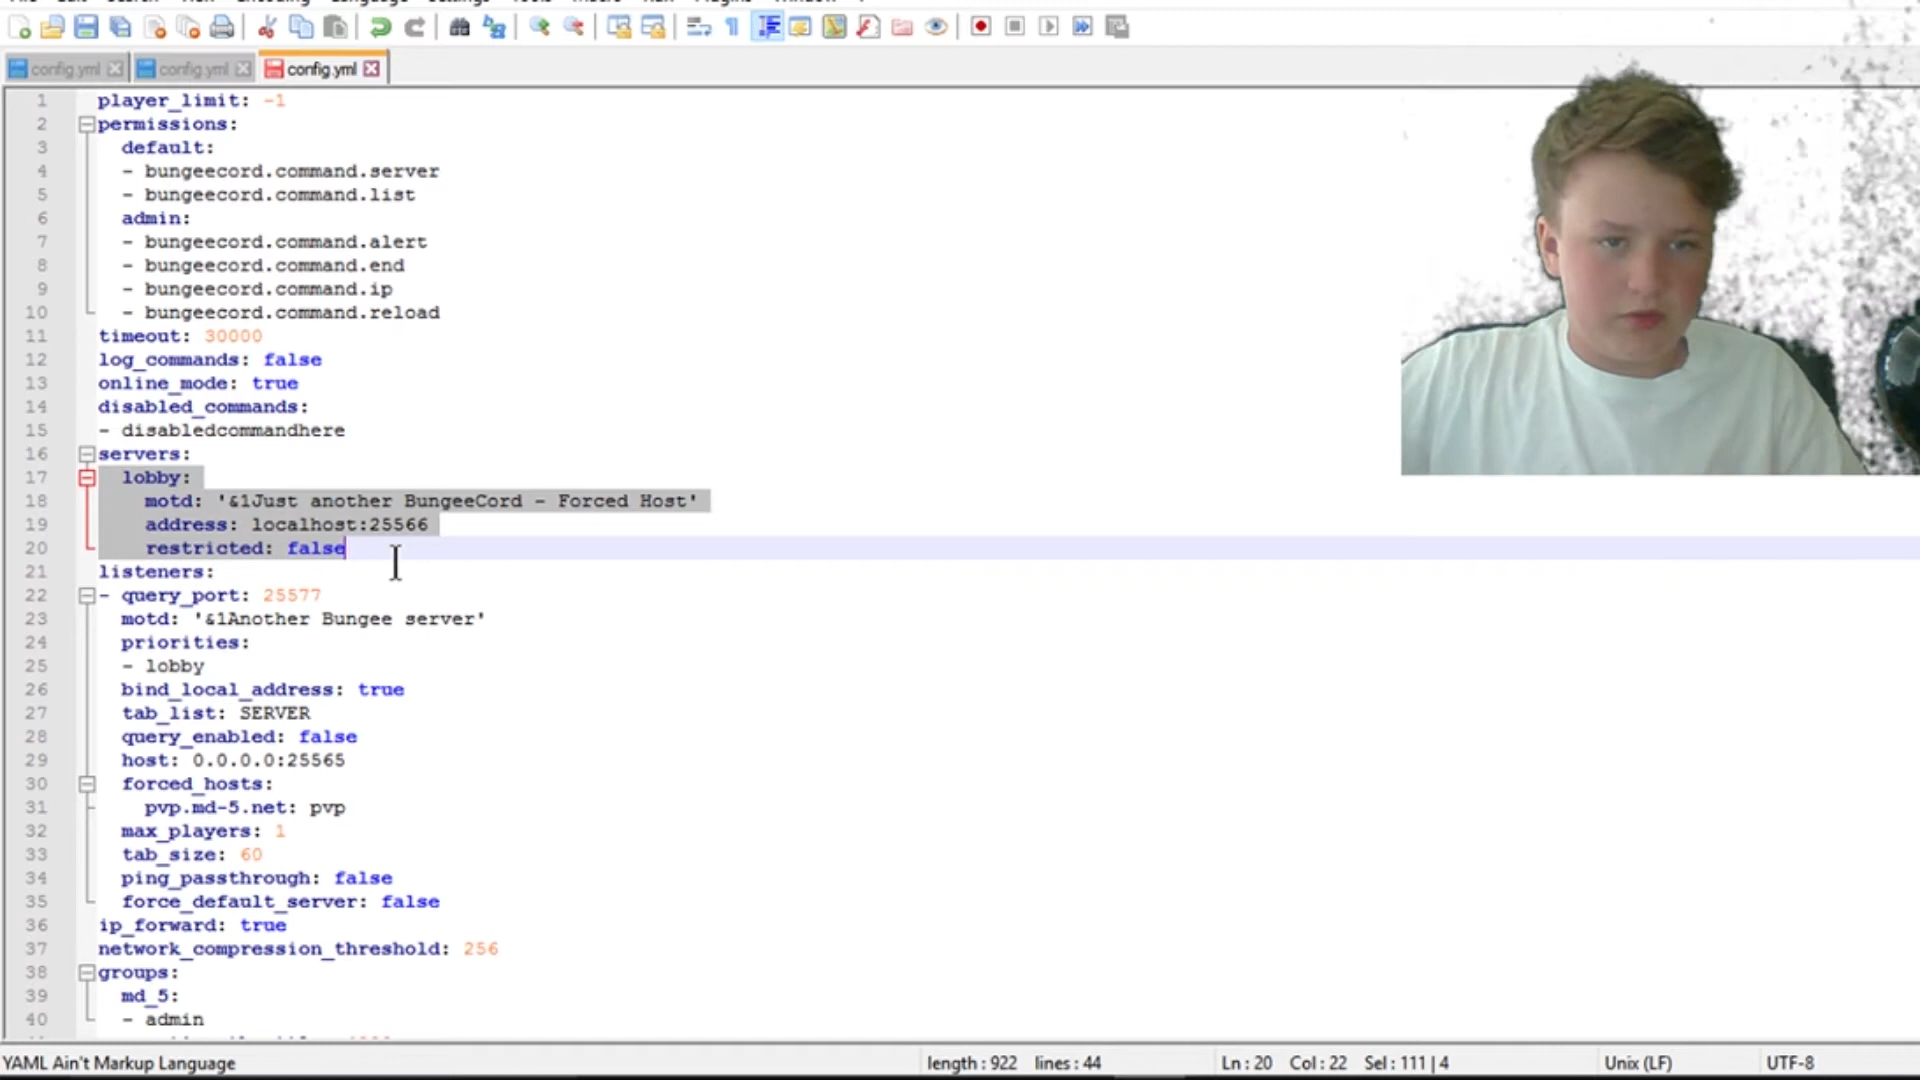 config.yml config.yml config.yml
1 player_limit: -1
2 permissions:
3 default:
4 - bungeecord.command.server
5 - bungeecord.command.list
6 admin:
7 - bungeecord.command.alert
8 - bungeecord.command.end
9 - bungeecord.command.ip
10 - bungeecord.command.reload
11 timeout: 30000
12 log_commands: false
13 online_mode: true
14 disabled_commands:
15 - disabledcommandhere
16 servers:
17 lobby:
18 motd: '&1Just another BungeeCord - Forced Host'
19 address: localhost:25566
20 restricted: false
21 listeners:
22 - query_port: 25577
23 motd: '&1Another Bungee server'
24 priorities:
25 - lobby
26 bind_local_address: true
27 tab_list: SERVER
28 query_enabled: false
29 host: 0.0.0.0:25565
30 forced_hosts:
31 pvp.md-5.net: pvp
32 max_players: 1
33 tab_size: 60
34 ping_passthrough: false
35 force_default_server: false
36 ip_forward: true
37 network_compression_threshold: 256
38 groups:
39 md_5:
40 - admin
YAML Ain't Markup Language length : 922 lines : 44 Ln : 20 Col : 22 Sel : 111 | 4 Unix (LF) UTF-8